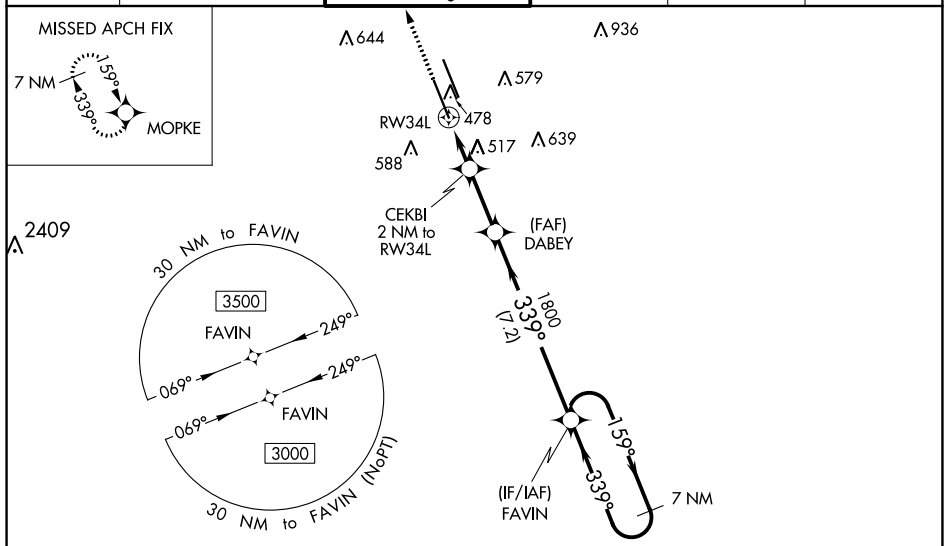 MISSED APCH FIX
7 NM
159°
339°
MOPKE
644
936
579
RW34L
478
588
517
639
CEKBI
2 NM to
RW34L
(FAF)
DABEY
2409
30 NM to FAVIN
3500
FAVIN
249°
069°
1800
339°
(7.2)
249°
069°
FAVIN
3000
30 NM to FAVIN (NoPT)
(IF/IAF)
FAVIN
159°
339°
7 NM